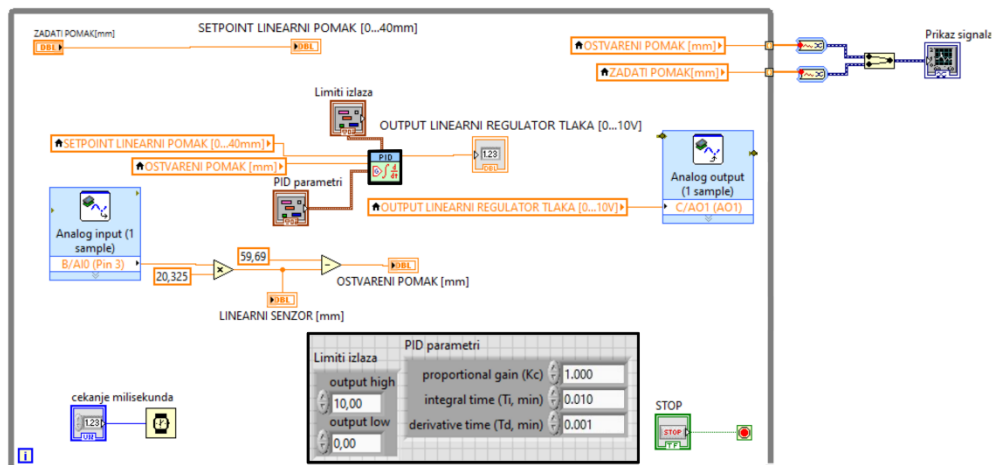 SETPOINT LINEARNI POMAK [0...40mm]
ZADATI POMAK[mm]
DBL
DBL
OSTVARENI POMAK [mm]
ZADATI POMAK[mm]
Prikaz signala
Limiti izlaza
OUTPUT LINEARNI REGULATOR TLAKA [0...10V]
SETPOINT LINEARNI POMAK [0...40mm]
OSTVARENI POMAK [mm]
PID
1.23
DBL
PID parametri
OUTPUT LINEARNI REGULATOR TLAKA [0...10V]
Analog output
(1 sample)
C/AO1 (AO1)
Analog input (1
sample)
B/AI0 (Pin 3)
20,325
59,69
DBL
OSTVARENI POMAK [mm]
DBL
LINEARNI SENZOR [mm]
Limiti izlaza
output high
10,00
output low
0,00
PID parametri
proportional gain (Kc)
1.000
integral time (Ti, min)
0.010
derivative time (Td, min)
0.001
cekanje milisekunda
1.23
STOP
STOP
TF
i